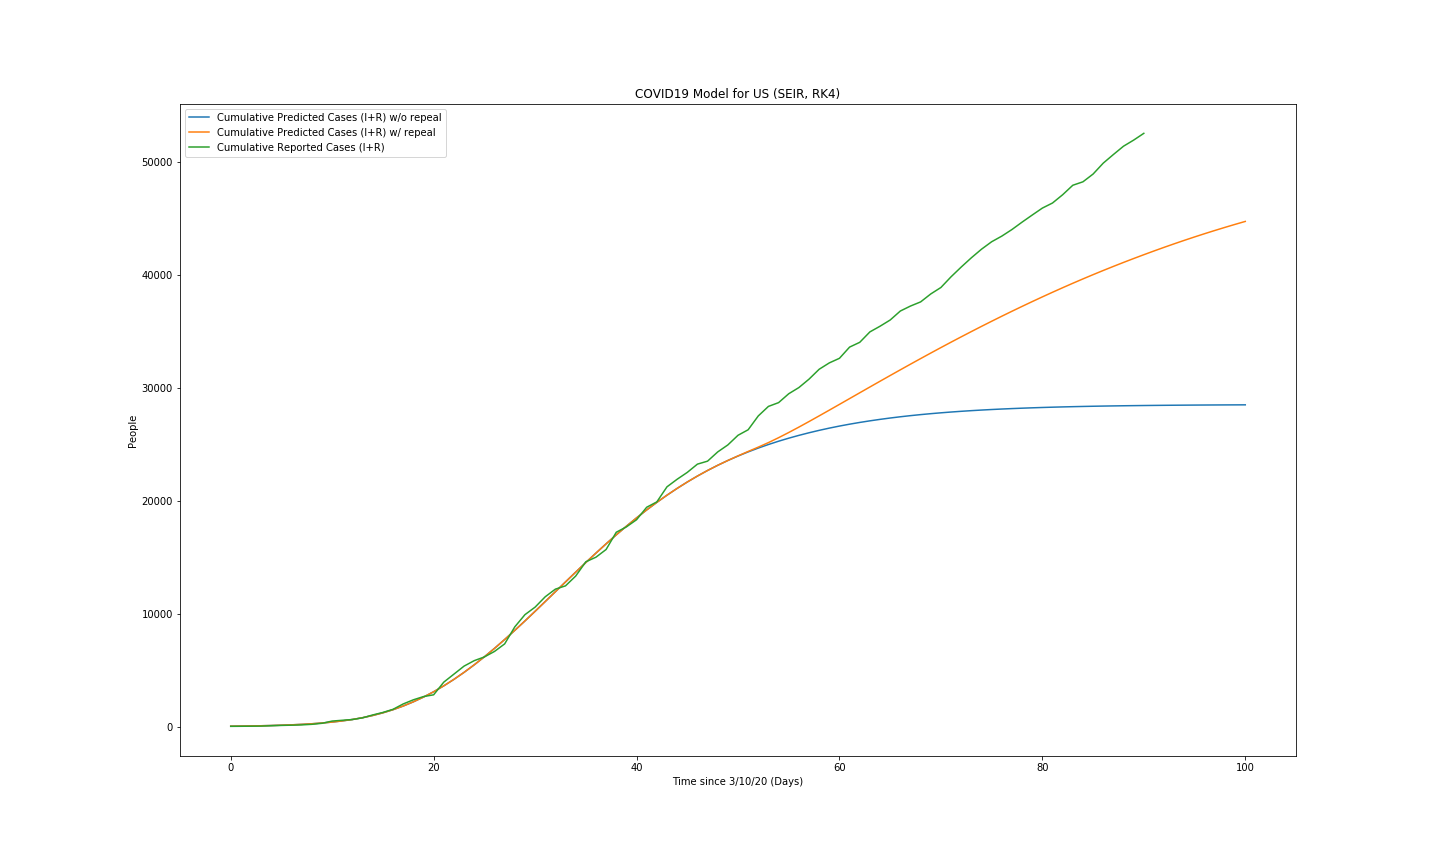 COVID19 Model for US (SEIR, RK4)
Cumulative Predicted Cases (I+R) w/o repeal
Cumulative Predicted Cases (I+R) w/ repeal
Cumulative Reported Cases (I+R)
50000
40000
30000
20000
10000
0
People
0 20 40 60 80 100
Time since 3/10/20 (Days)